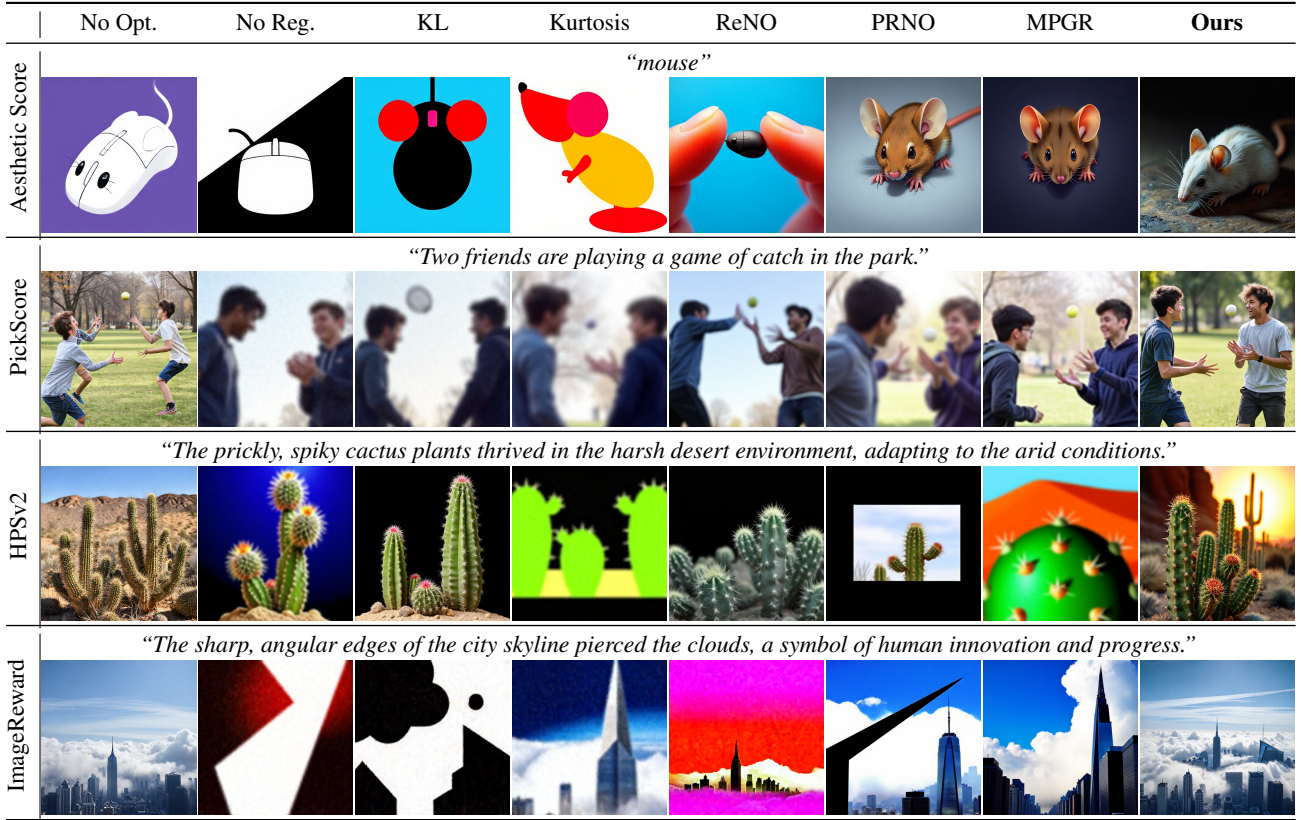 No Opt. No Reg. KL Kurtosis ReNO PRNO MPGR Ours
Aesthetic Score
“mouse”
PickScore
“Two friends are playing a game of catch in the park.”
HPSv2
“The prickly, spiky cactus plants thrived in the harsh desert environment, adapting to the arid conditions.”
ImageReward
“The sharp, angular edges of the city skyline pierced the clouds, a symbol of human innovation and progress.”